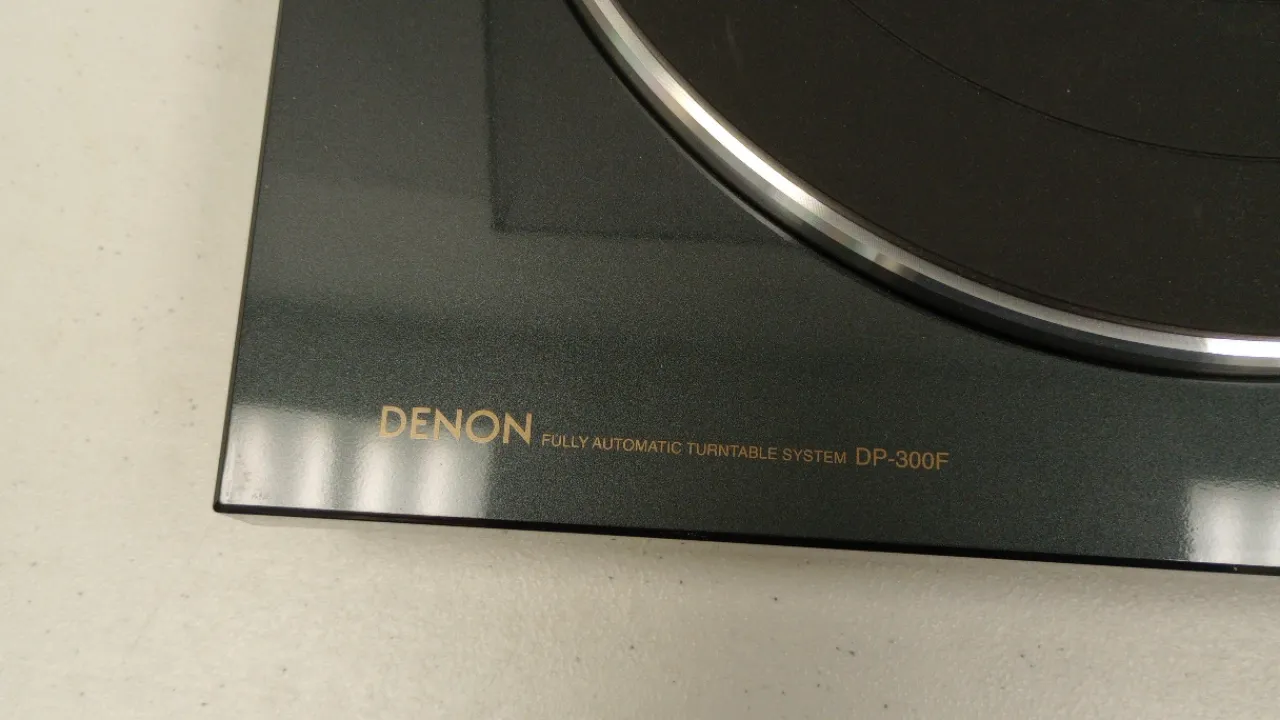 DENON FULLY AUTOMATIC TURNTABLE SYSTEM DP-300F